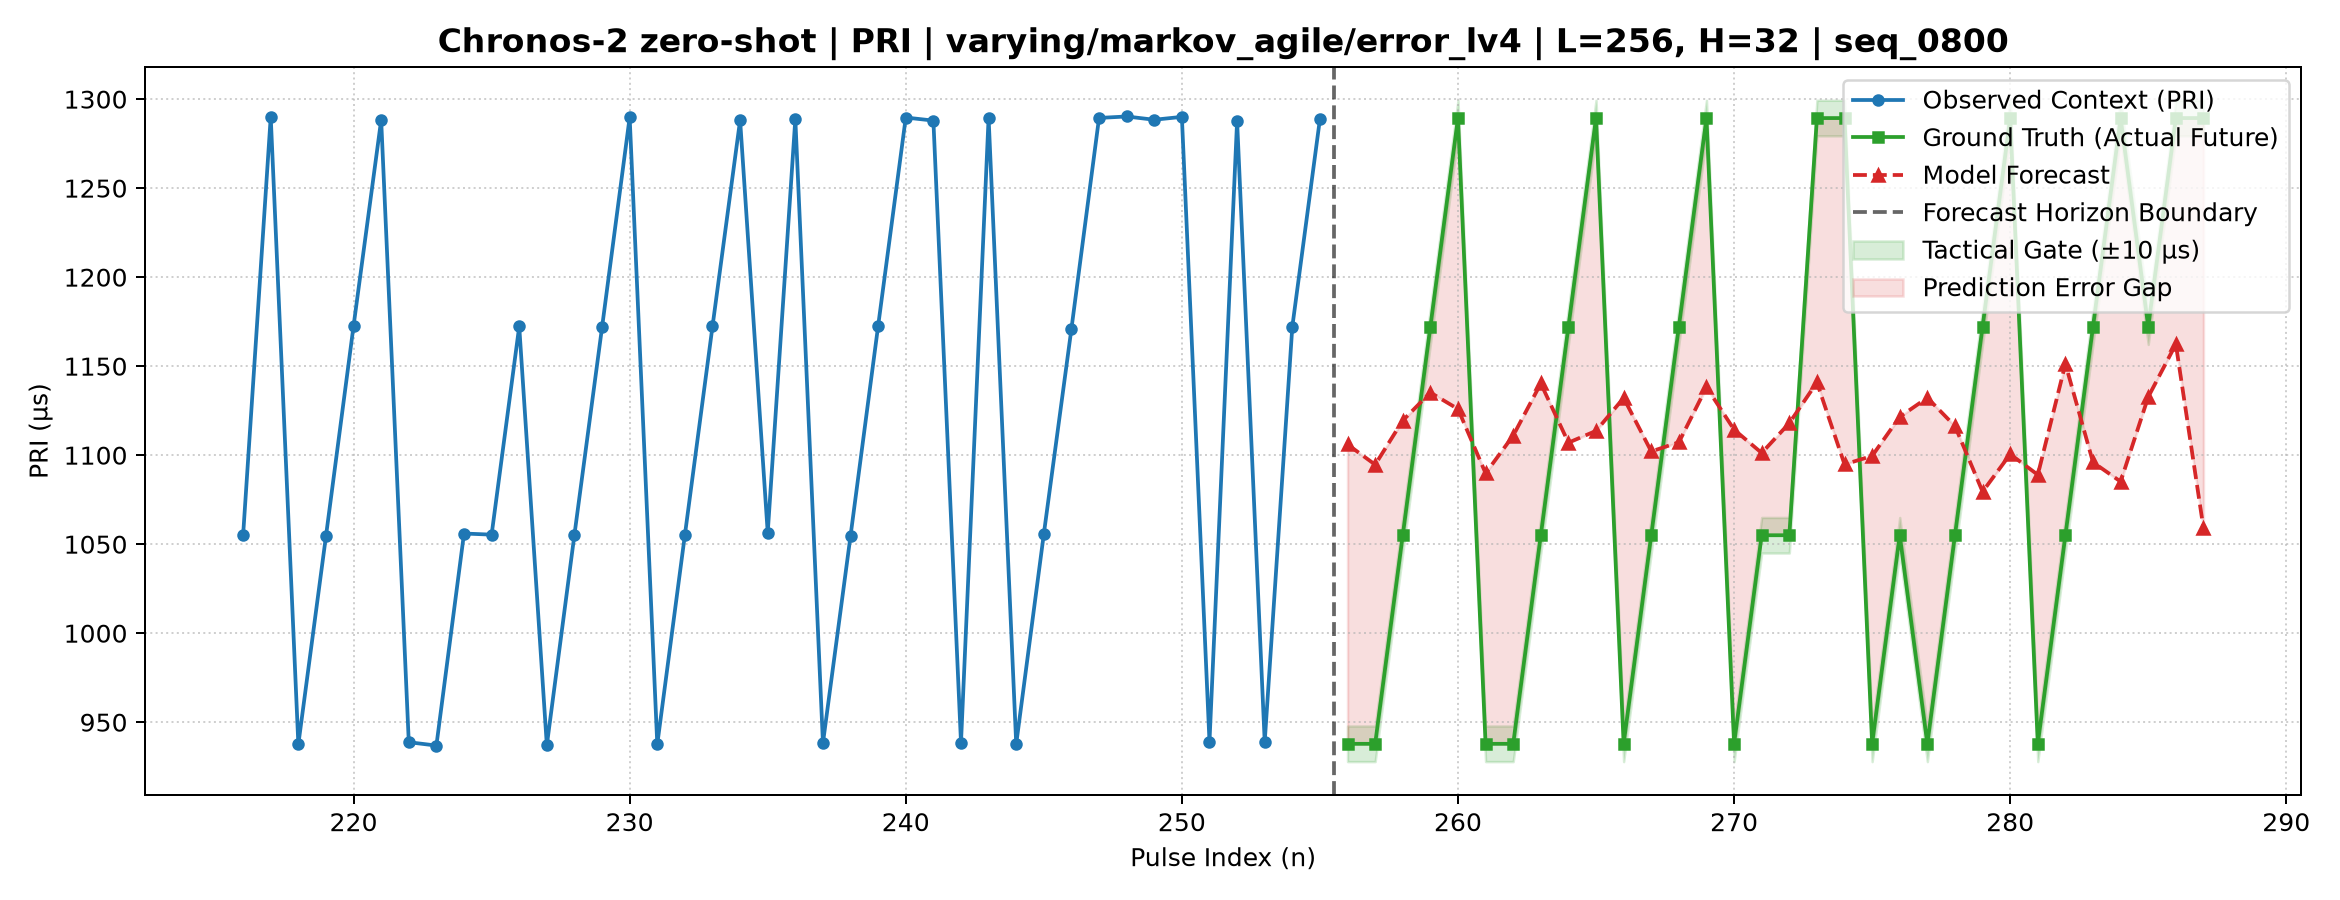 Chronos-2 zero-shot | PRI | varying/markov_agile/error_lv4 | L=256, H=32 | seq_0800
PRI (µs)
1300
1250
1200
1150
1100
1050
1000
950
Observed Context (PRI)
Ground Truth (Actual Future)
Model Forecast
Forecast Horizon Boundary
Tactical Gate (±10 µs)
Prediction Error Gap
220
230
240
250
260
270
280
290
Pulse Index (n)